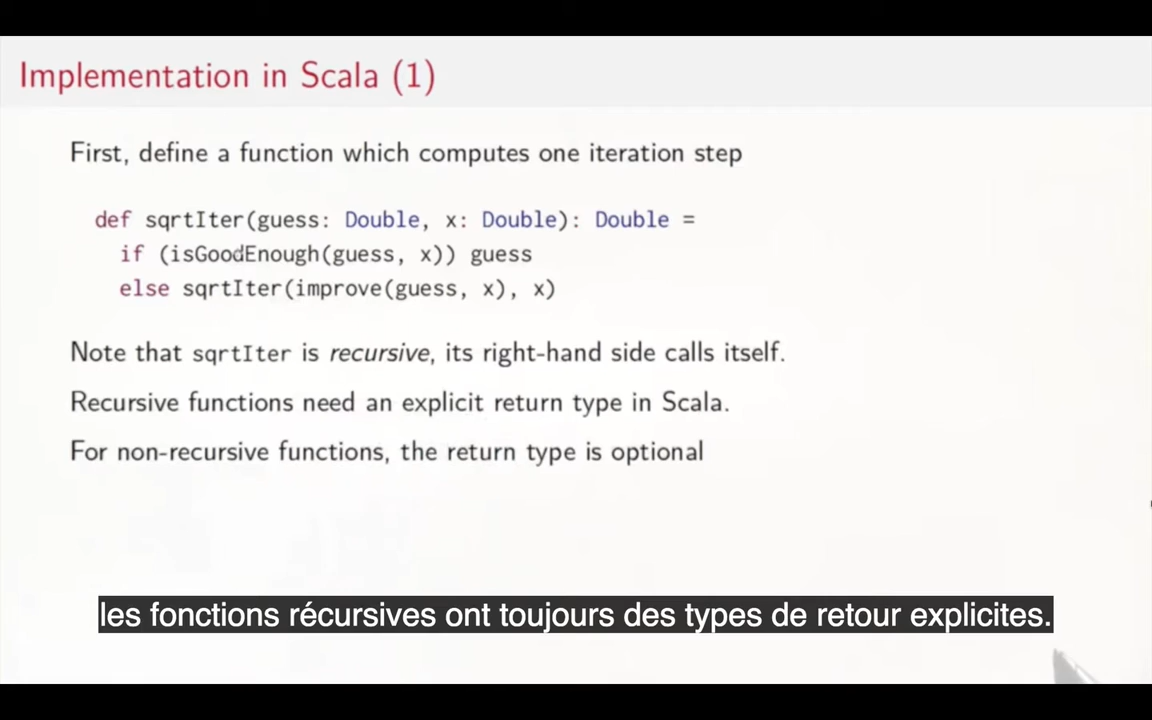 Implementation in Scala (1)
First, define a function which computes one iteration step
def sqrtIter(guess: Double, x: Double): Double =
if (isGoodEnough(guess, x)) guess
else sqrtIter(improve(guess, x), x)
Note that sqrtIter is recursive, its right-hand side calls itself.
Recursive functions need an explicit return type in Scala.
For non-recursive functions, the return type is optional
les fonctions récursives ont toujours des types de retour explicites.